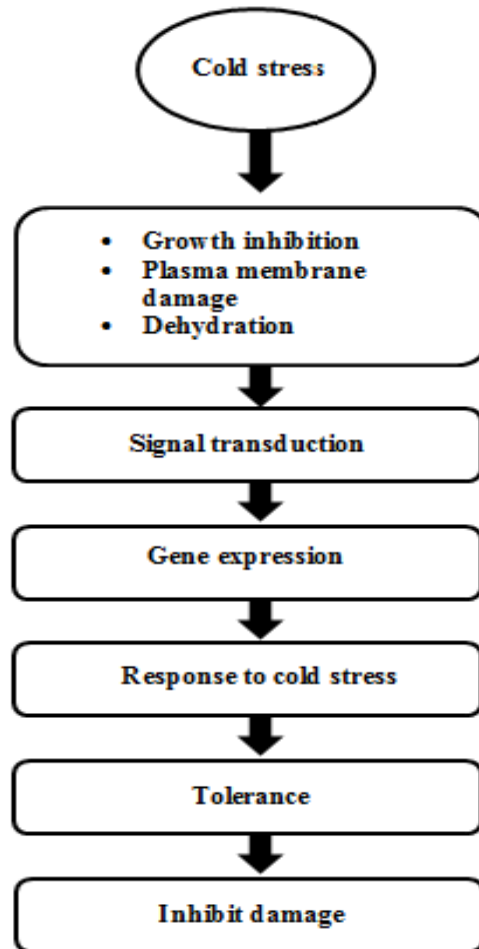 Cold stress
• Growth inhibition
• Plasma membrane
damage
• Dehydration
Signal transduction
Gene expression
Response to cold stress
Tolerance
Inhibit damage